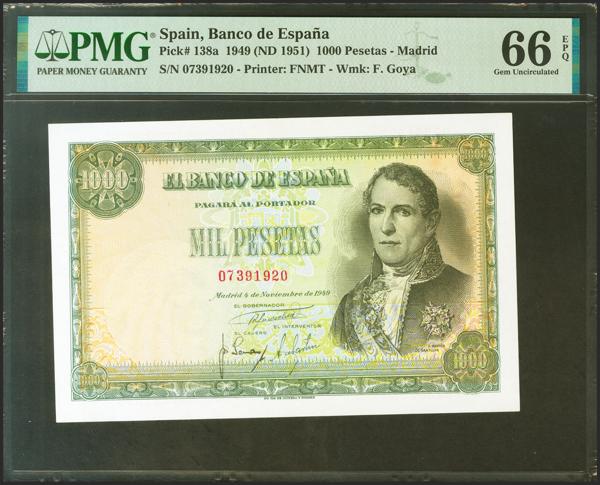 PMG
PAPER MONEY GUARANTY
Spain, Banco de España
Pick# 138a 1949 (ND 1951) 1000 Pesetas - Madrid
S/N 07391920 - Printer: FNMT - Wmk: F. Goya
66 EPQ
Gem Uncirculated
1000
1000
EL BANCO DE ESPAÑA
PAGARA AL PORTADOR
MIL PESETAS
07391920
Madrid 4 de Noviembre de 1949
EL GOBERNADOR
EL CAJERO
EL INTERVENTOR
1000
1000